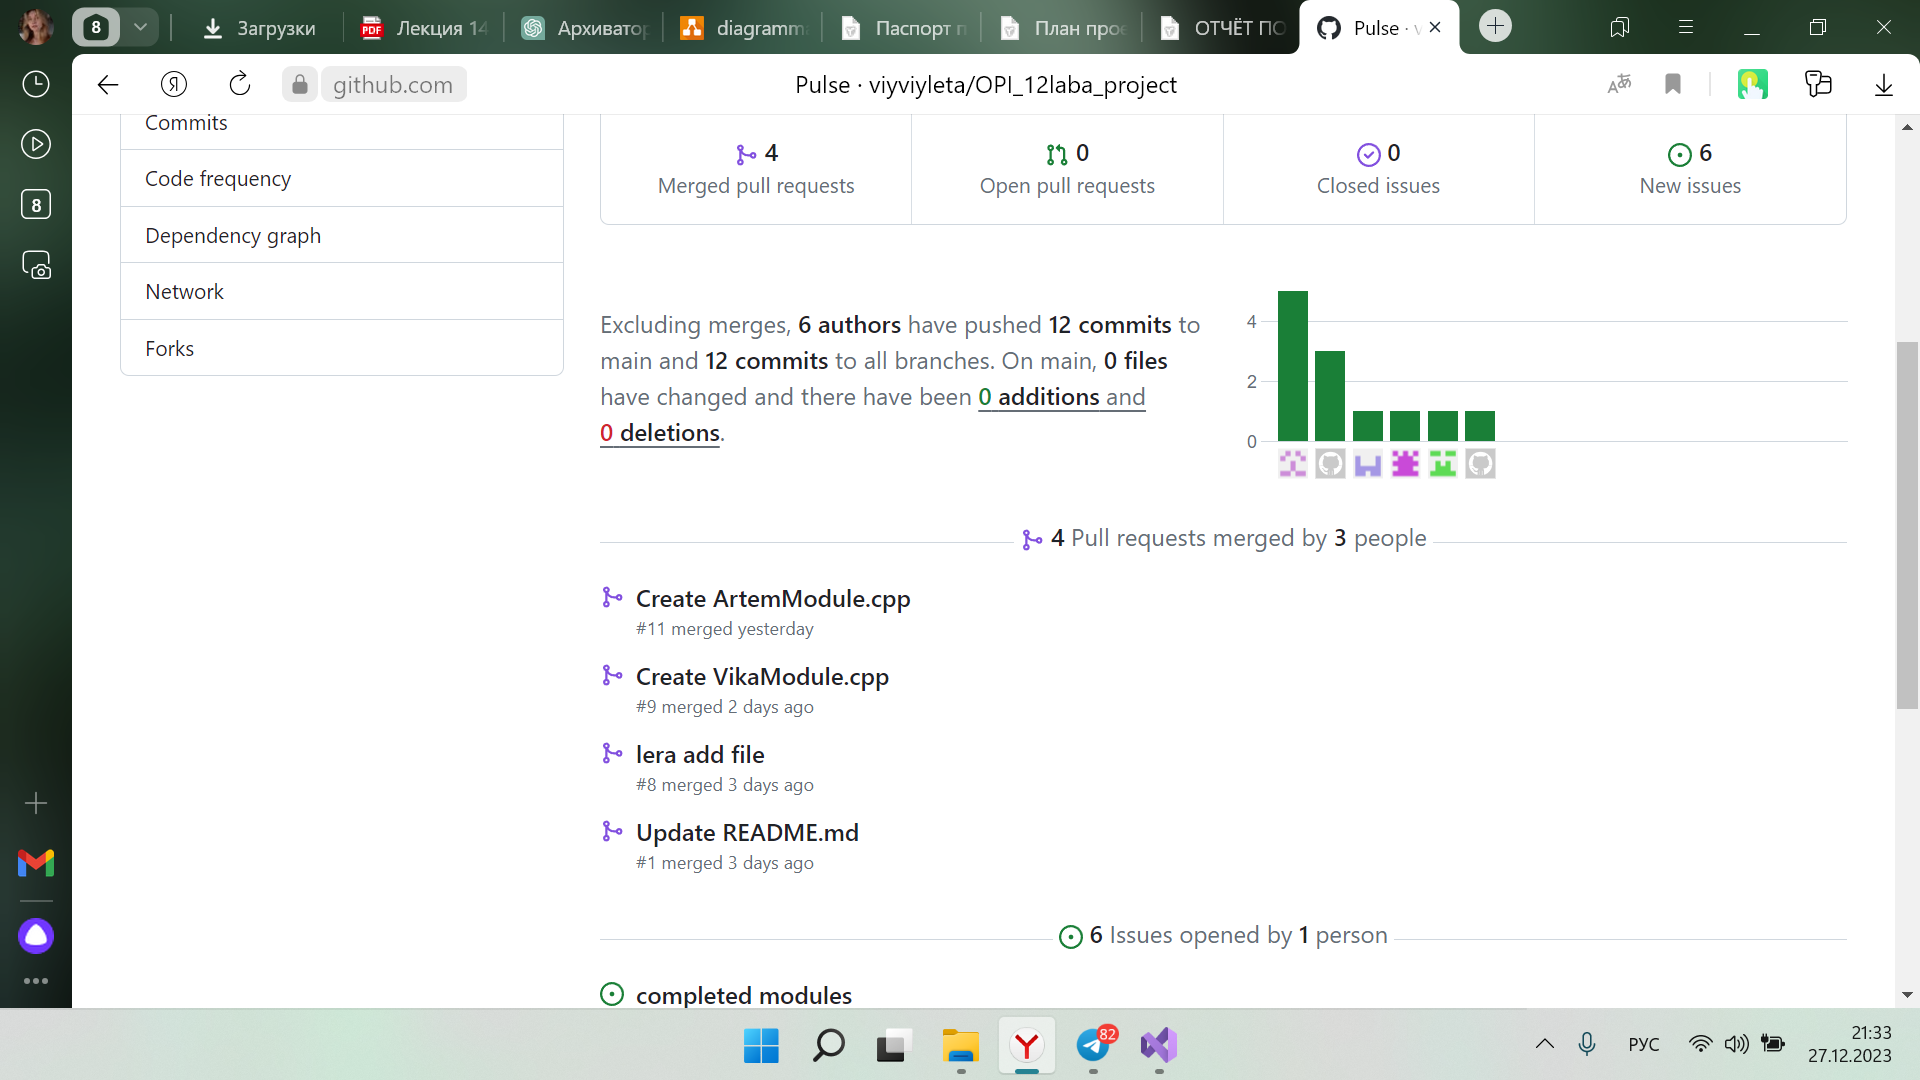 8
Загрузки
Лекция 14
Архиватор
diagramm
Паспорт п
План прое
ОТЧЁТ ПО
Pulse · v
github.com
Pulse · viyviyleta/OPI_12laba_project
8
Commits
Code frequency
Dependency graph
Network
Forks
4
Merged pull requests
0
Open pull requests
0
Closed issues
6
New issues
Excluding merges, 6 authors have pushed 12 commits to
main and 12 commits to all branches. On main, 0 files
have changed and there have been 0 additions and
0 deletions.
4
2
0
4 Pull requests merged by 3 people
Create ArtemModule.cpp
#11 merged yesterday
Create VikaModule.cpp
#9 merged 2 days ago
lera add file
#8 merged 3 days ago
Update README.md
#1 merged 3 days ago
6 Issues opened by 1 person
completed modules
82
РУС
21:33
27.12.2023